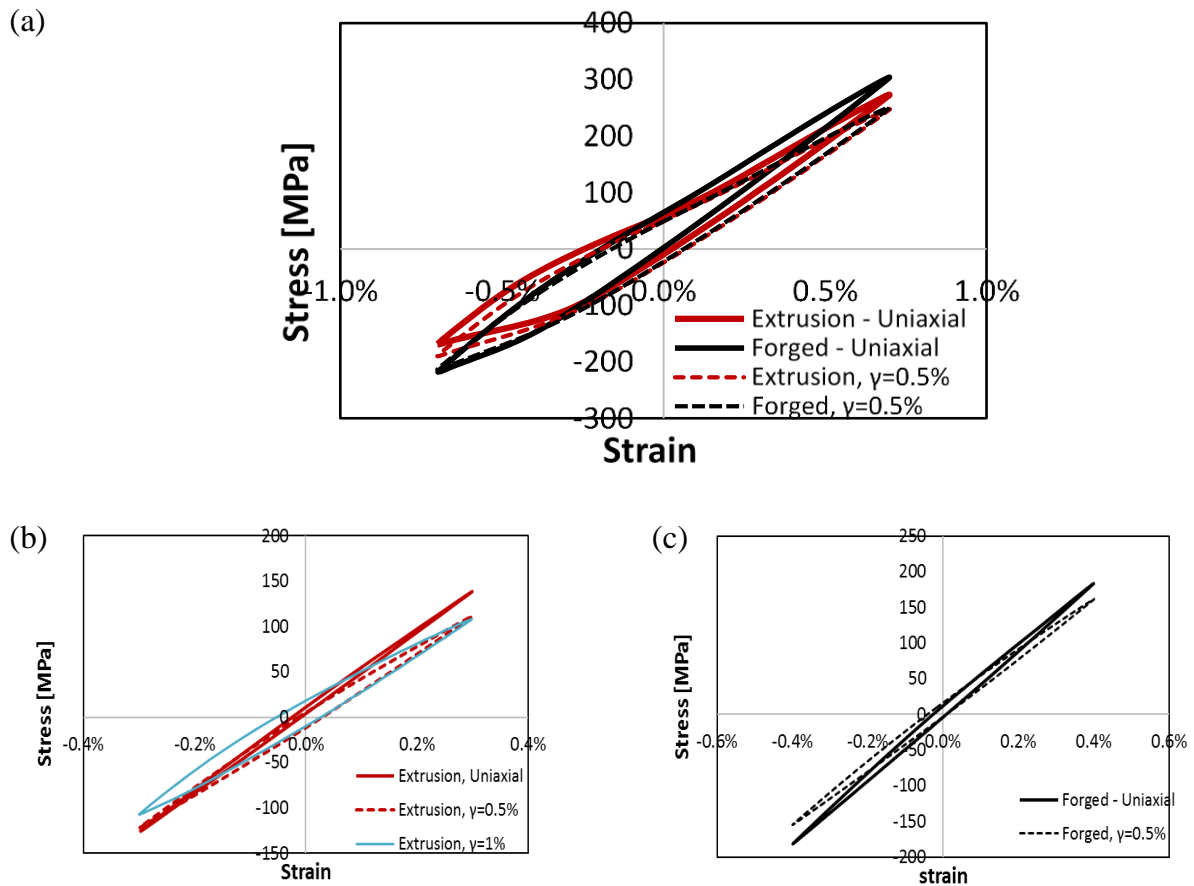 (a)
400
300
200
100
0
-100
-200
-300
-1.0%
-0.5%
0.0%
0.5%
1.0%
Stress [MPa]
Strain
Extrusion - Uniaxial
Forged - Uniaxial
Extrusion, γ=0.5%
Forged, γ=0.5%
(b)
200
150
100
50
0
-50
-100
-150
-0.4%
-0.2%
0.0%
0.2%
0.4%
Stress [MPa]
Strain
Extrusion, Uniaxial
Extrusion, γ=0.5%
Extrusion, γ=1%
(c)
250
200
150
100
50
0
-50
-100
-150
-200
-0.6%
-0.4%
-0.2%
0.0%
0.2%
0.4%
0.6%
Stress [MPa]
strain
Forged - Uniaxial
Forged, γ=0.5%